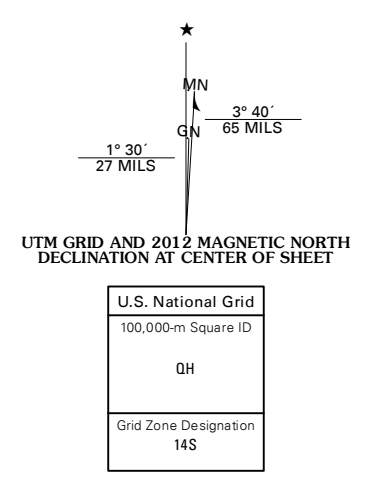 ★
MN
3° 40´
65 MILS
GN
1° 30´
27 MILS
UTM GRID AND 2012 MAGNETIC NORTH
DECLINATION AT CENTER OF SHEET
U.S. National Grid
100,000-m Square ID
QH
Grid Zone Designation
14S